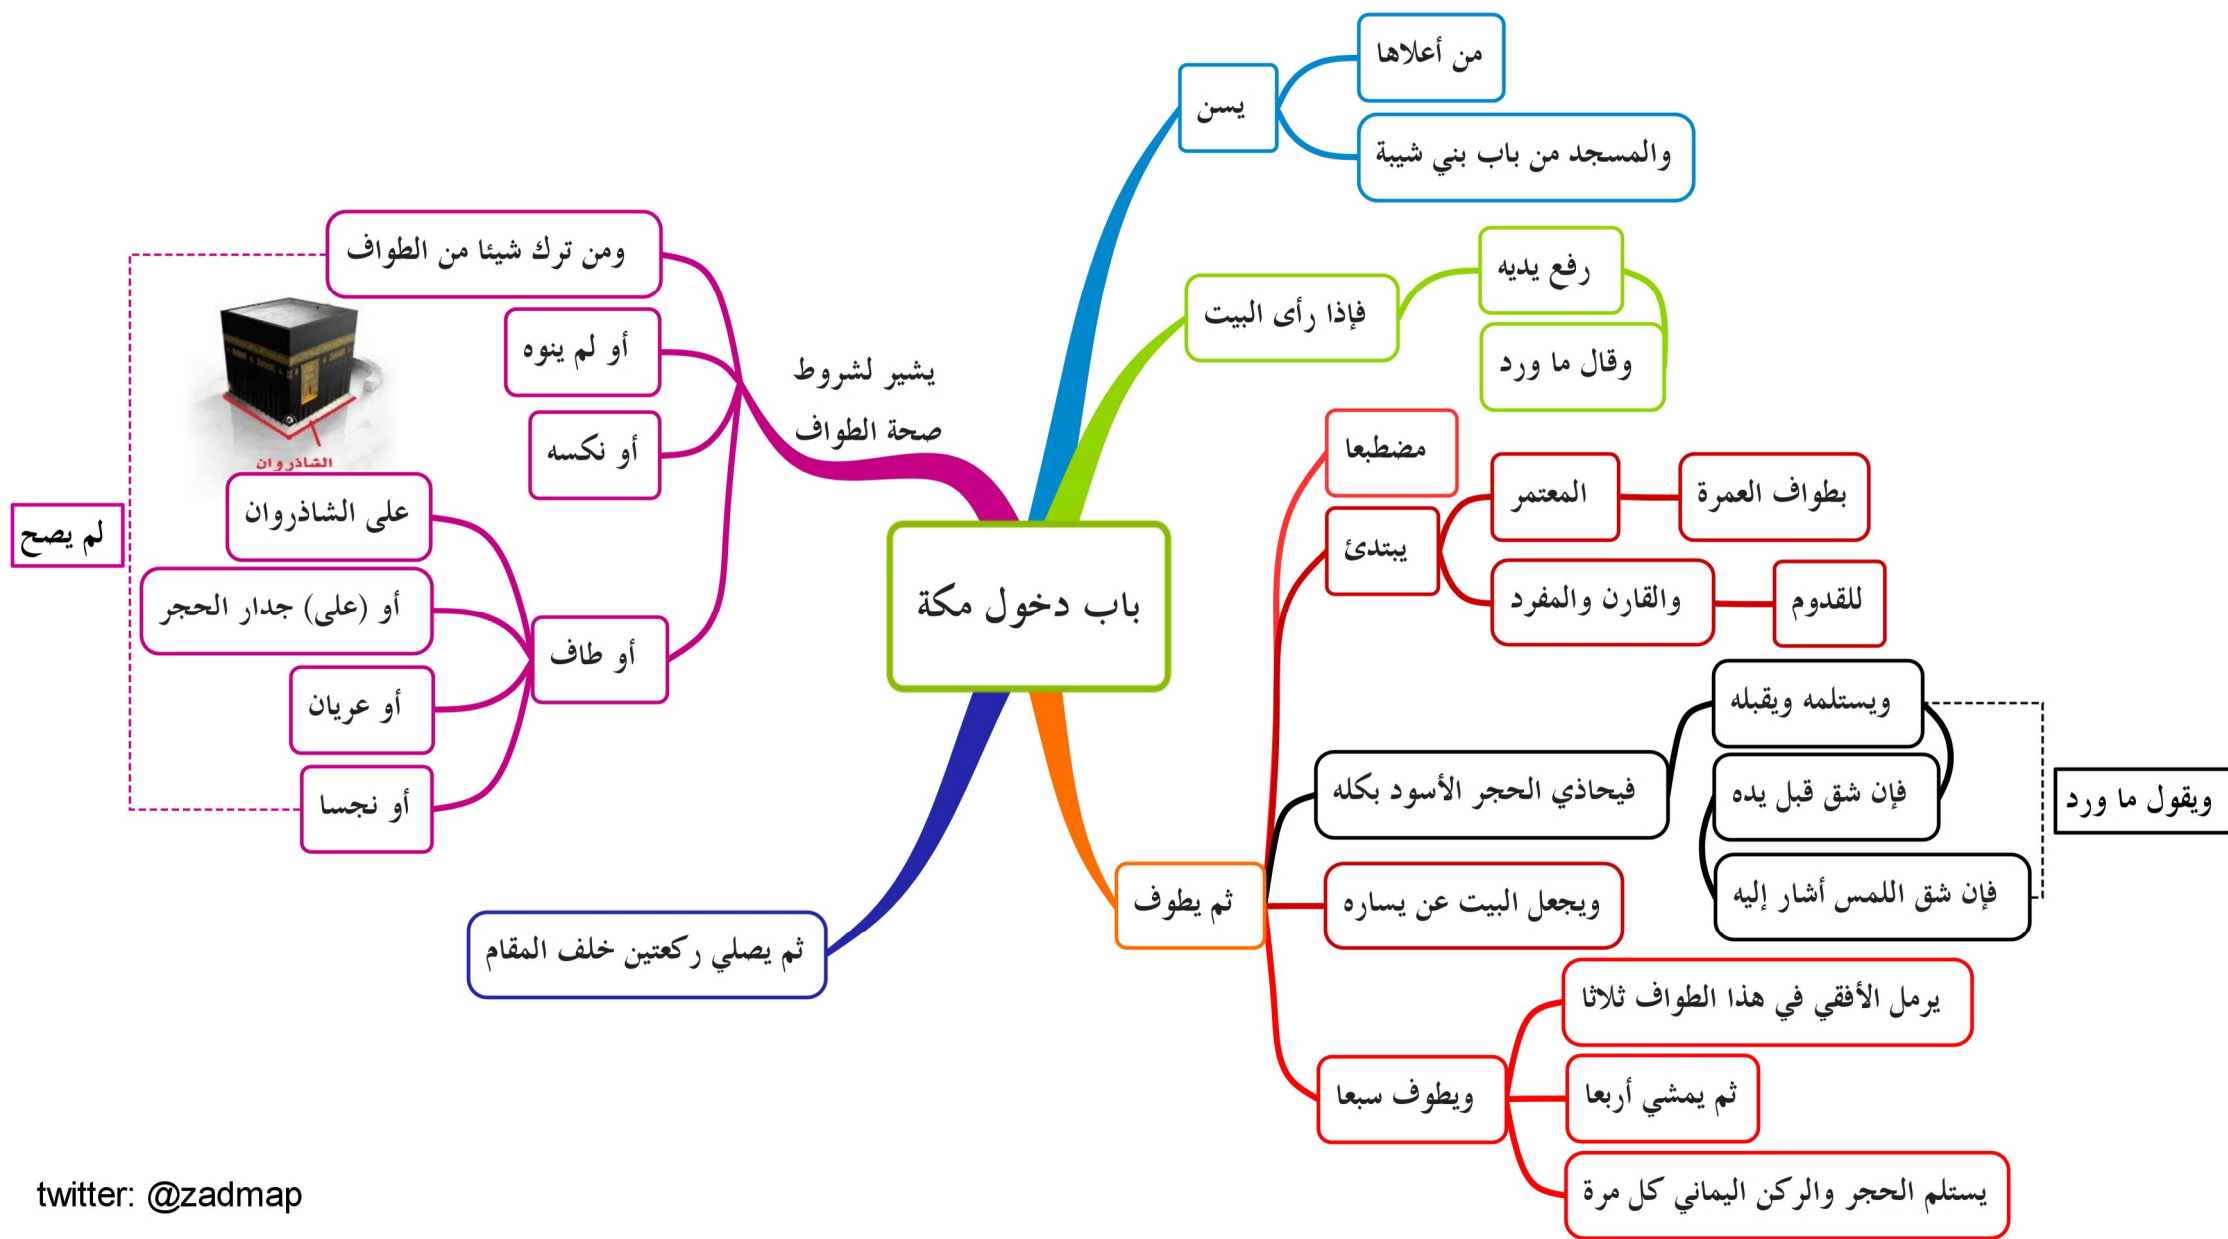 باب دخول مكة
يسن
من أعلاها
والمسجد من باب بني شيبة
فإذا رأى البيت
رفع يديه
وقال ما ورد
ثم يطوف
مضطبعا
يبتدئ
المعتمر
بطواف العمرة
والقارن والمفرد
للقدوم
فيحاذي الحجر الأسود بكله
ويستلمه ويقبله
فإن شق قبل يده
فإن شق اللمس أشار إليه
ويقول ما ورد
ويجعل البيت عن يساره
ويطوف سبعا
يرمل الأفقي في هذا الطواف ثلاثا
ثم يمشي أربعا
يستلم الحجر والركن اليماني كل مرة
ثم يصلي ركعتين خلف المقام
يشير لشروط
صحة الطواف
ومن ترك شيئا من الطواف
أو لم ينوه
أو نكسه
أو طاف
على الشاذروان
أو (على) جدار الحجر
أو عريان
أو نجسا
لم يصح
الشاذروان
twitter: @zadmap